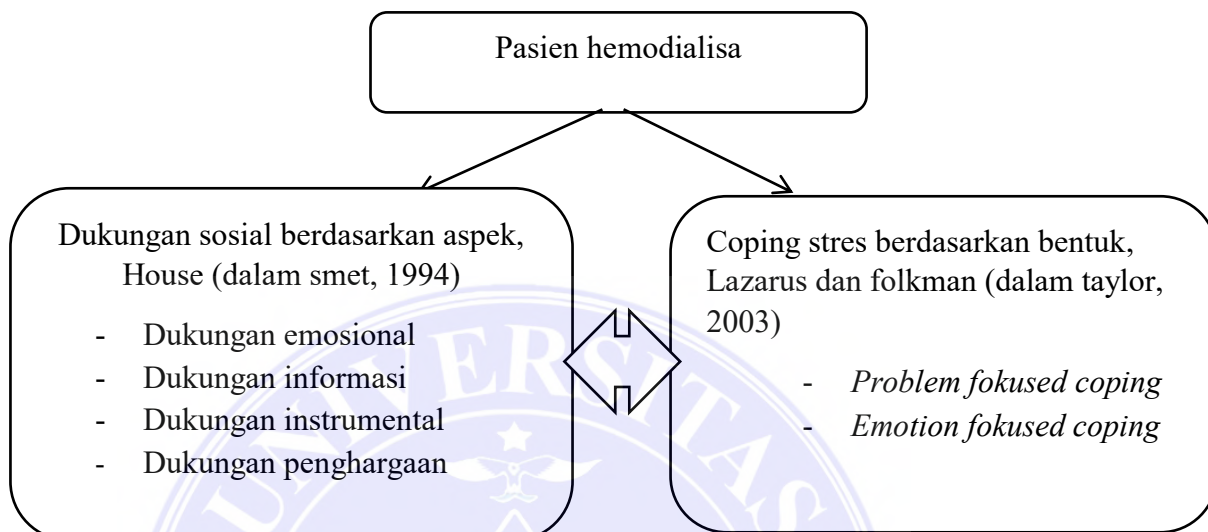 Pasien hemodialisa
Dukungan sosial berdasarkan aspek,
House (dalam smet, 1994)
- Dukungan emosional
- Dukungan informasi
- Dukungan instrumental
- Dukungan penghargaan
Coping stres berdasarkan bentuk,
Lazarus dan folkman (dalam taylor,
2003)
- Problem fokused coping
- Emotion fokused coping
UNIVERSITAS